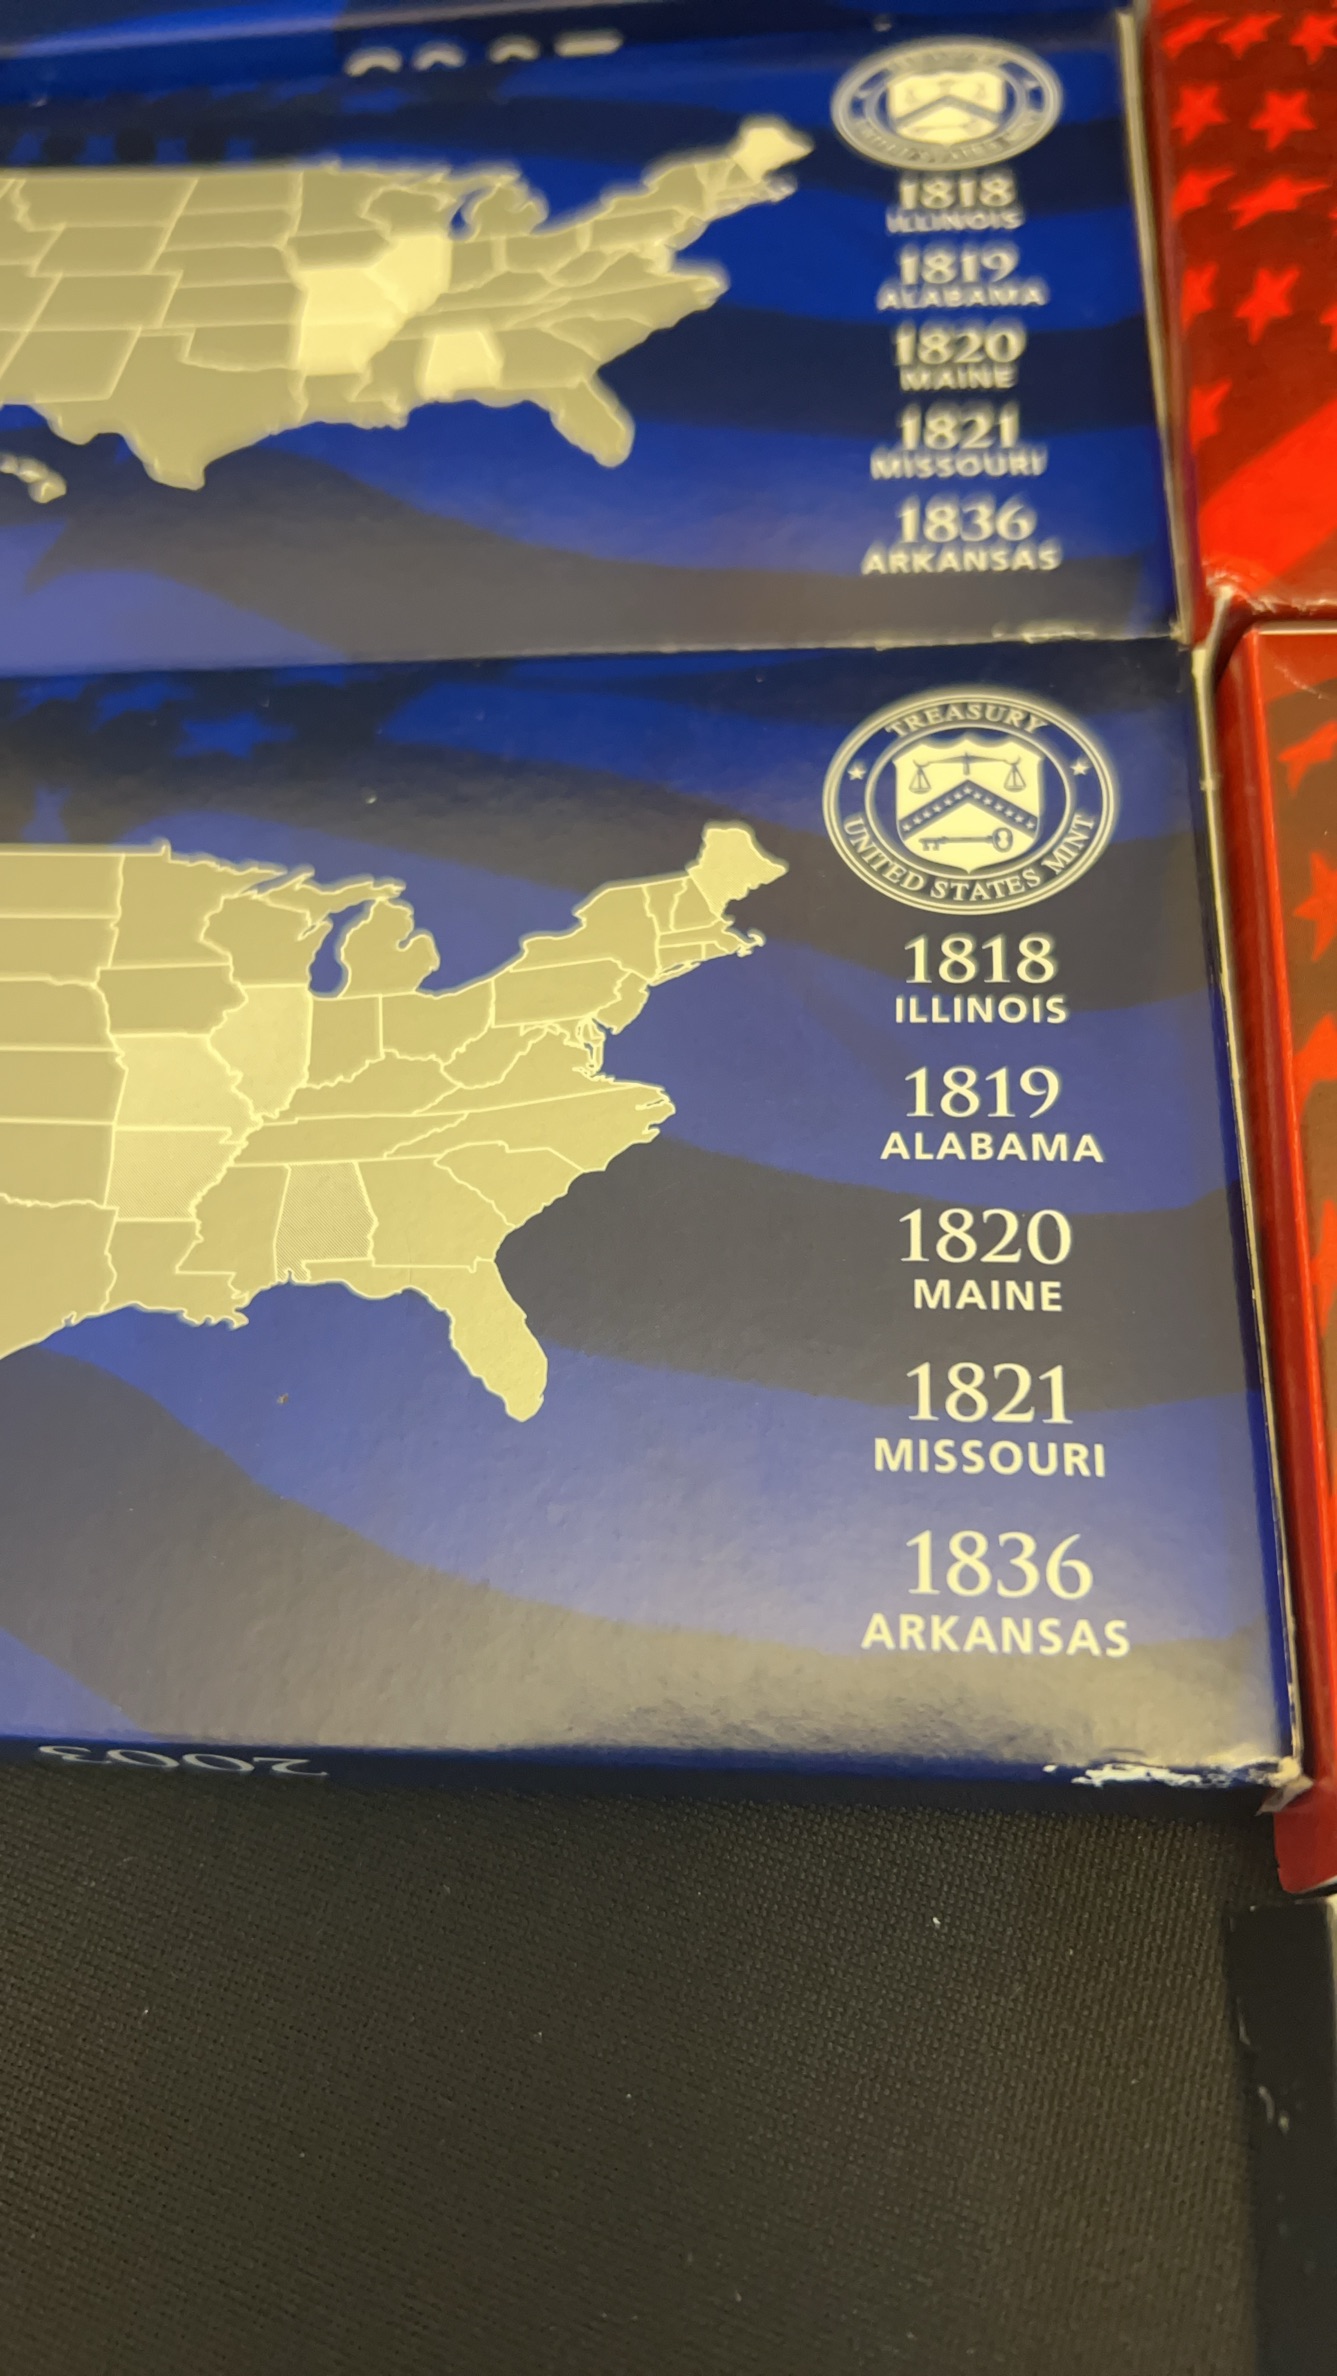 1818
ILLINOIS
1819
ALABAMA
1820
MAINE
1821
MISSOURI
1836
ARKANSAS
TREASURY
UNITED STATES MINT
1818
ILLINOIS
1819
ALABAMA
1820
MAINE
1821
MISSOURI
1836
ARKANSAS
2003